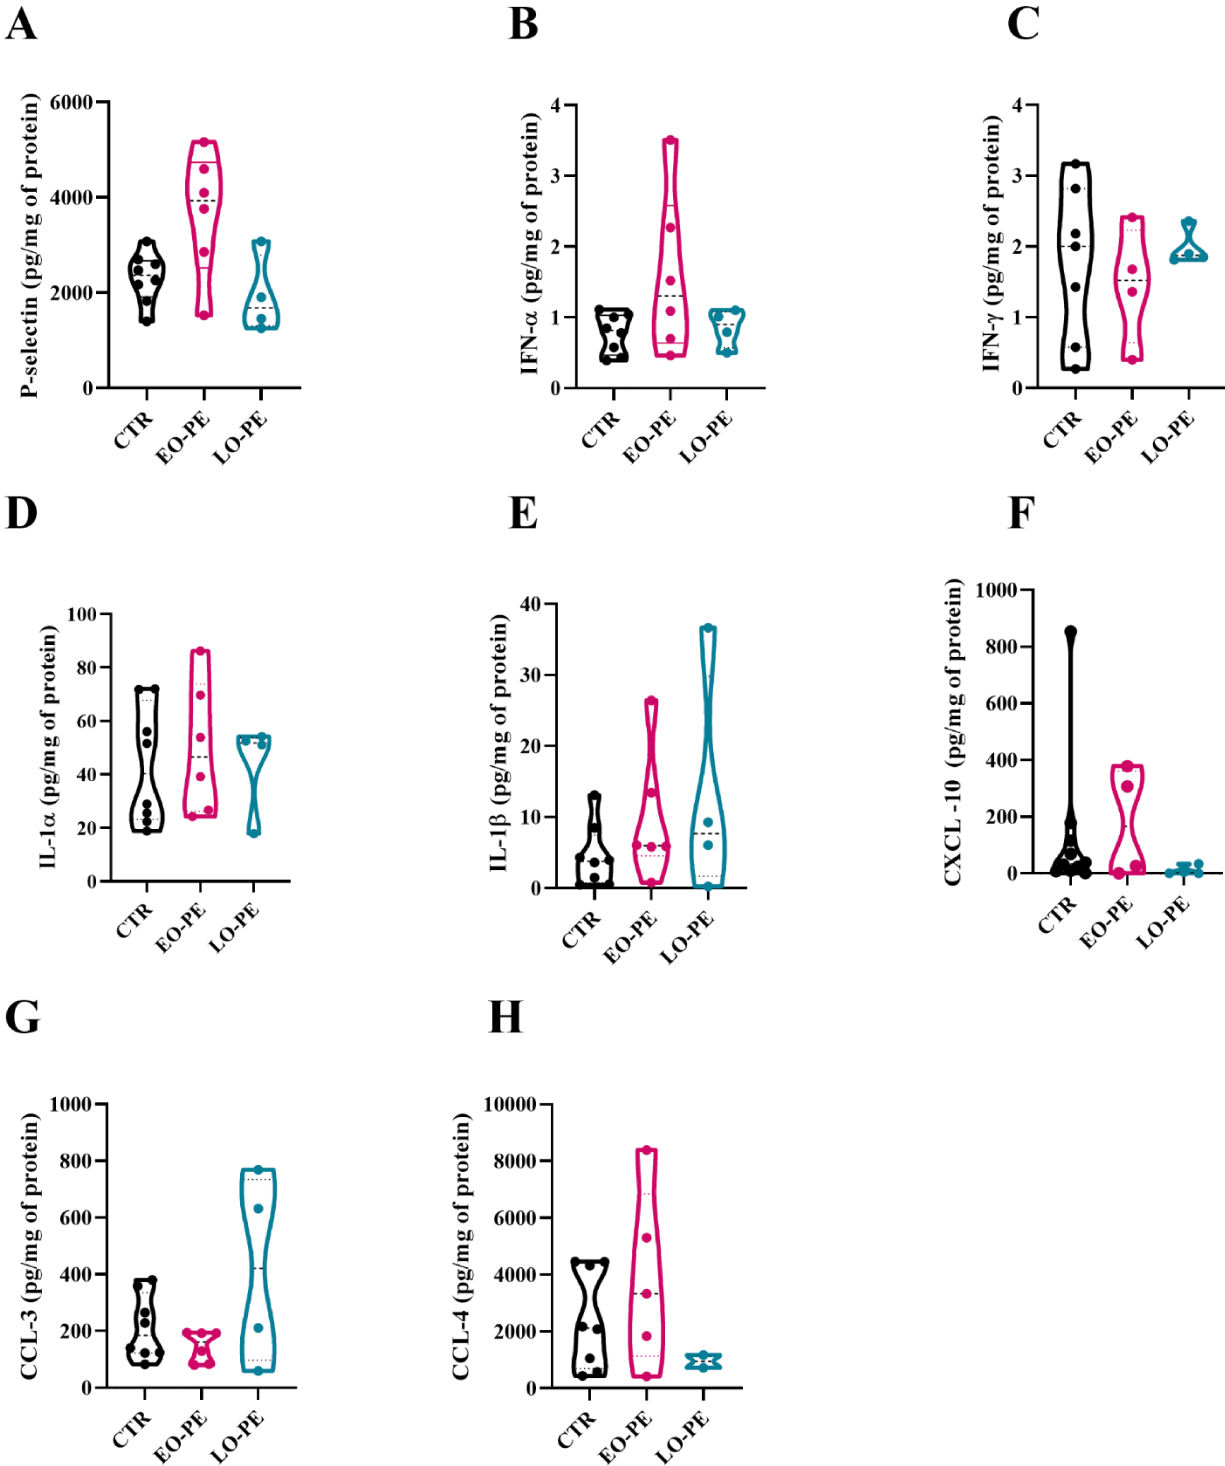 A
B
C
P-selectin (pg/mg of protein)
6000
4000
2000
0
CTR
EO-PE
LO-PE
IFN-α (pg/mg of protein)
4
3
2
1
0
CTR
EO-PE
LO-PE
IFN-γ (pg/mg of protein)
4
3
2
1
0
CTR
EO-PE
LO-PE
D
E
F
IL-1α (pg/mg of protein)
100
80
60
40
20
0
CTR
EO-PE
LO-PE
IL-1β (pg/mg of protein)
40
30
20
10
0
CTR
EO-PE
LO-PE
CXCL -10 (pg/mg of protein)
1000
800
600
400
200
0
CTR
EO-PE
LO-PE
G
H
CCL-3 (pg/mg of protein)
1000
800
600
400
200
0
CTR
EO-PE
LO-PE
CCL-4 (pg/mg of protein)
10000
8000
6000
4000
2000
0
CTR
EO-PE
LO-PE